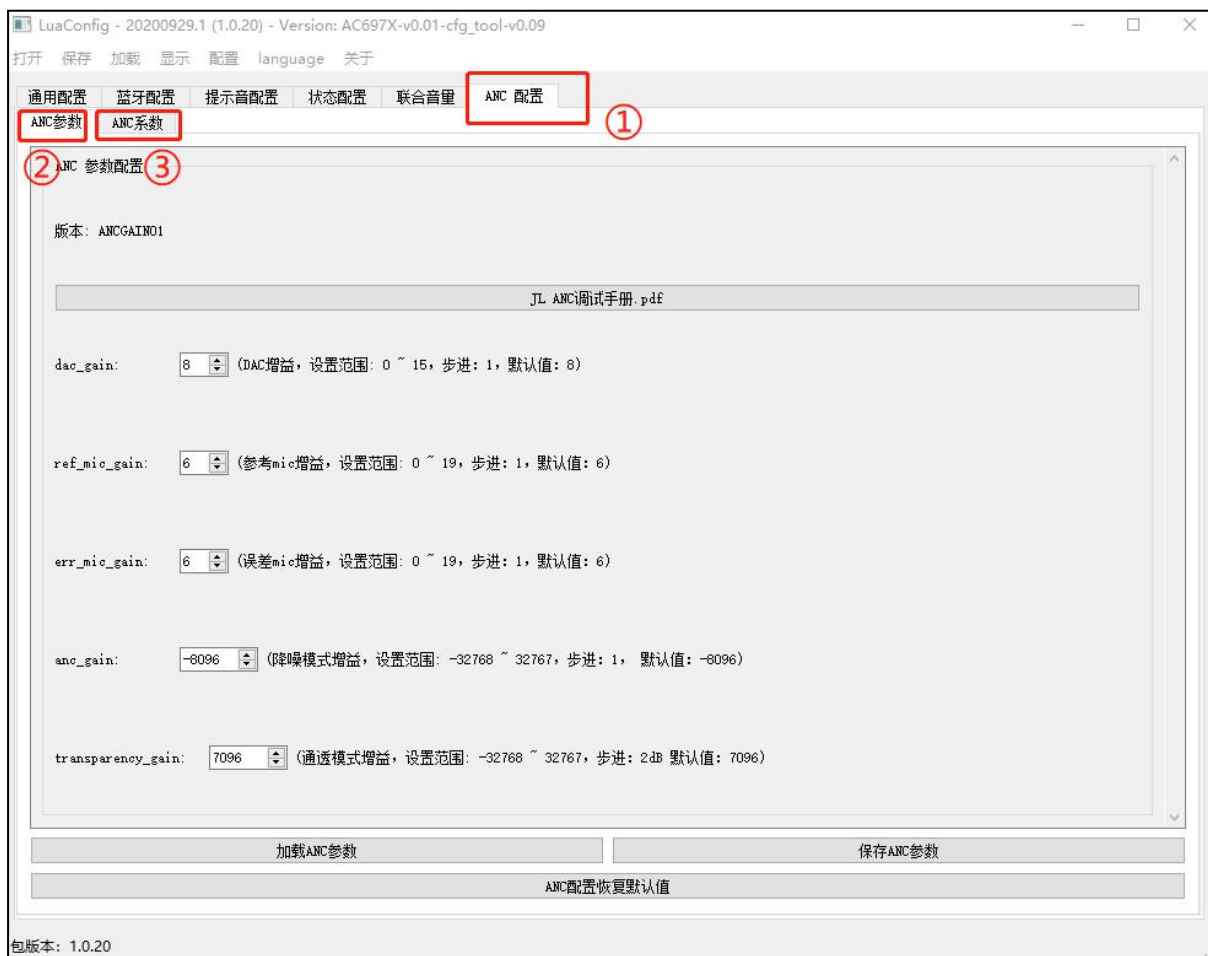 LuaConfig - 20200929.1 (1.0.20) - Version: AC697X-v0.01-cfg_tool-v0.09
打开 保存 加载 显示 配置 language 关于
通用配置 蓝牙配置 提示音配置 状态配置 联合音量 ANC 配置
①
ANC参数 ANC系数
② ③
ANC 参数配置
版本: ANCGAIN01
JL ANC调试手册.pdf
dac_gain: 8 (DAC增益，设置范围: 0 ~ 15，步进: 1，默认值: 8)
ref_mic_gain: 6 (参考mic增益，设置范围: 0 ~ 19，步进: 1，默认值: 6)
err_mic_gain: 6 (误差mic增益，设置范围: 0 ~ 19，步进: 1，默认值: 6)
anc_gain: -8096 (降噪模式增益，设置范围: -32768 ~ 32767，步进: 1， 默认值: -8096)
transparency_gain: 7096 (通透模式增益，设置范围: -32768 ~ 32767，步进: 2dB 默认值: 7096)
加载ANC参数 保存ANC参数
ANC配置恢复默认值
包版本: 1.0.20